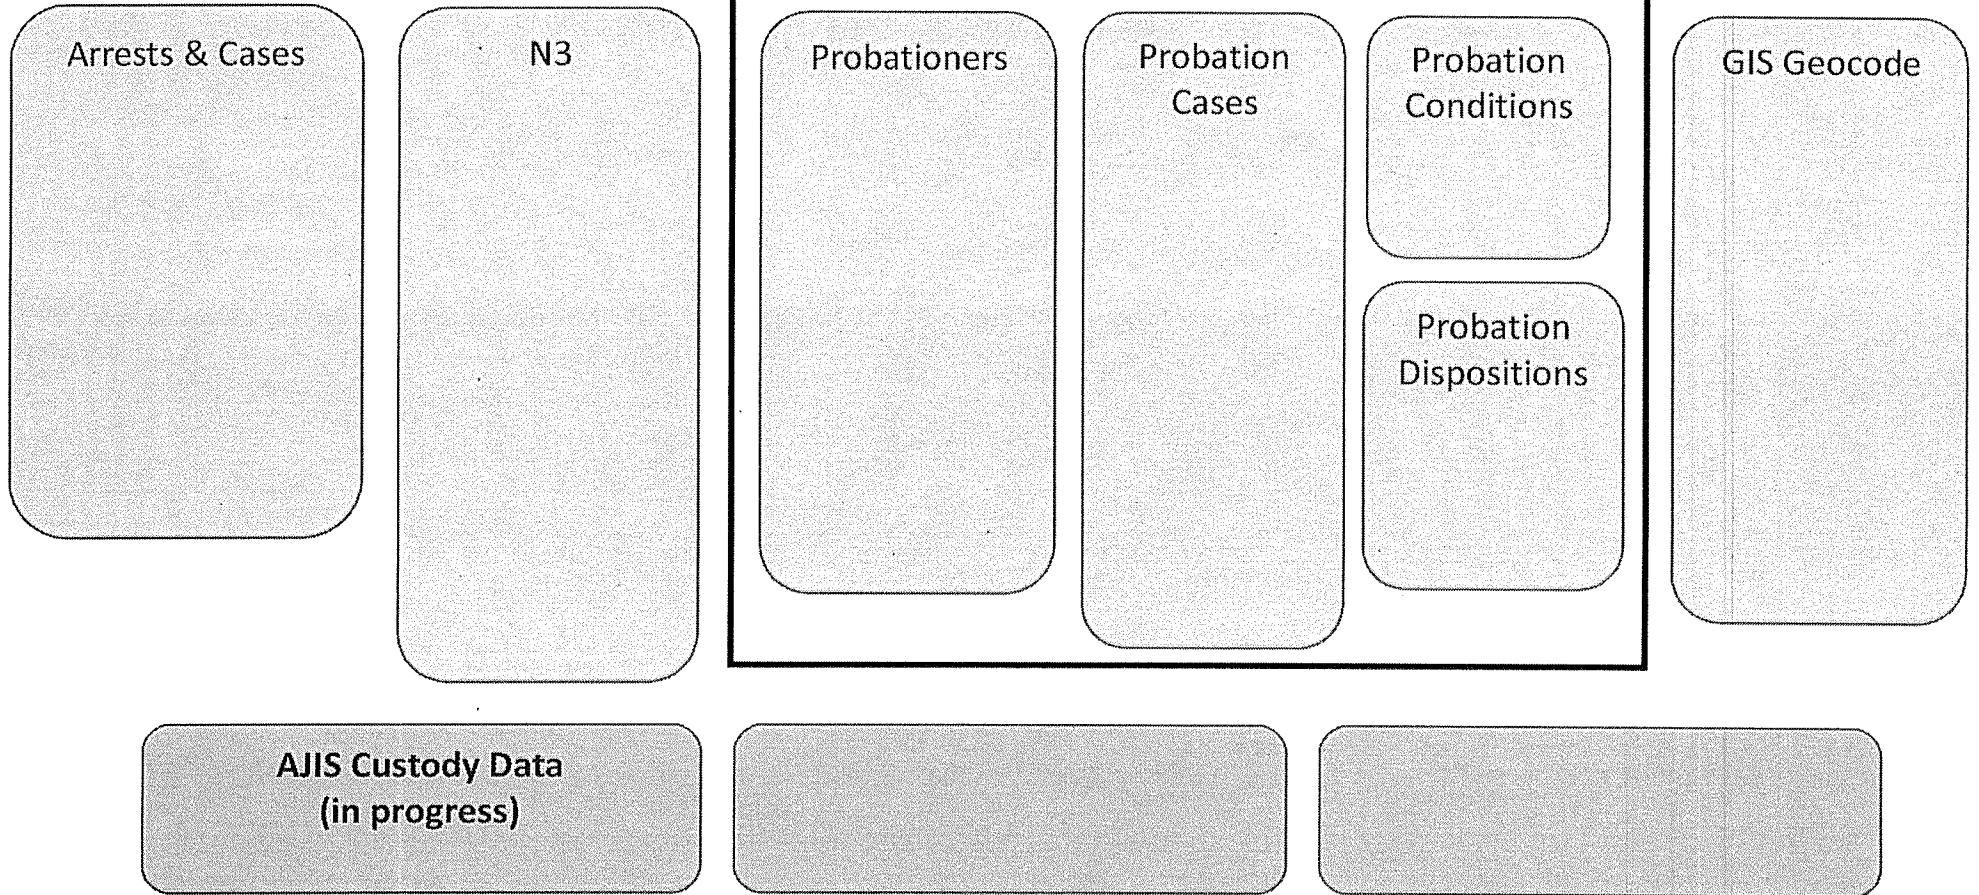 Arrests & Cases
N3
Probationers
Probation
Cases
Probation
Conditions
Probation
Dispositions
GIS Geocode
AJIS Custody Data
(in progress)